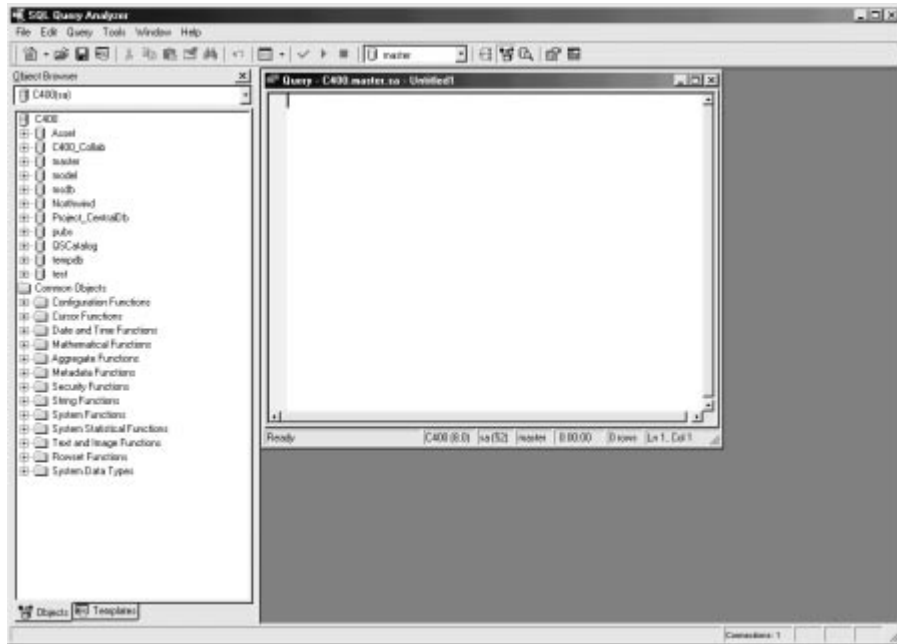 SQL Query Analyzer
File Edit Query Tools Window Help
master
Object Browser
C400(sa)
C400
Asset
C400_Collab
master
model
msdb
Northwind
Project_CentralDb
pubs
QSCatalog
tempdb
test
Common Objects
Configuration Functions
Cursor Functions
Date and Time Functions
Mathematical Functions
Aggregate Functions
Metadata Functions
Security Functions
String Functions
System Functions
System Statistical Functions
Text and Image Functions
Rowset Functions
System Data Types
Objects Templates
Query - C400.master.sa - Untitled1
Ready C400 (8.0) sa (52) master 0:00:00 0 rows Ln 1, Col 1
Connections: 1